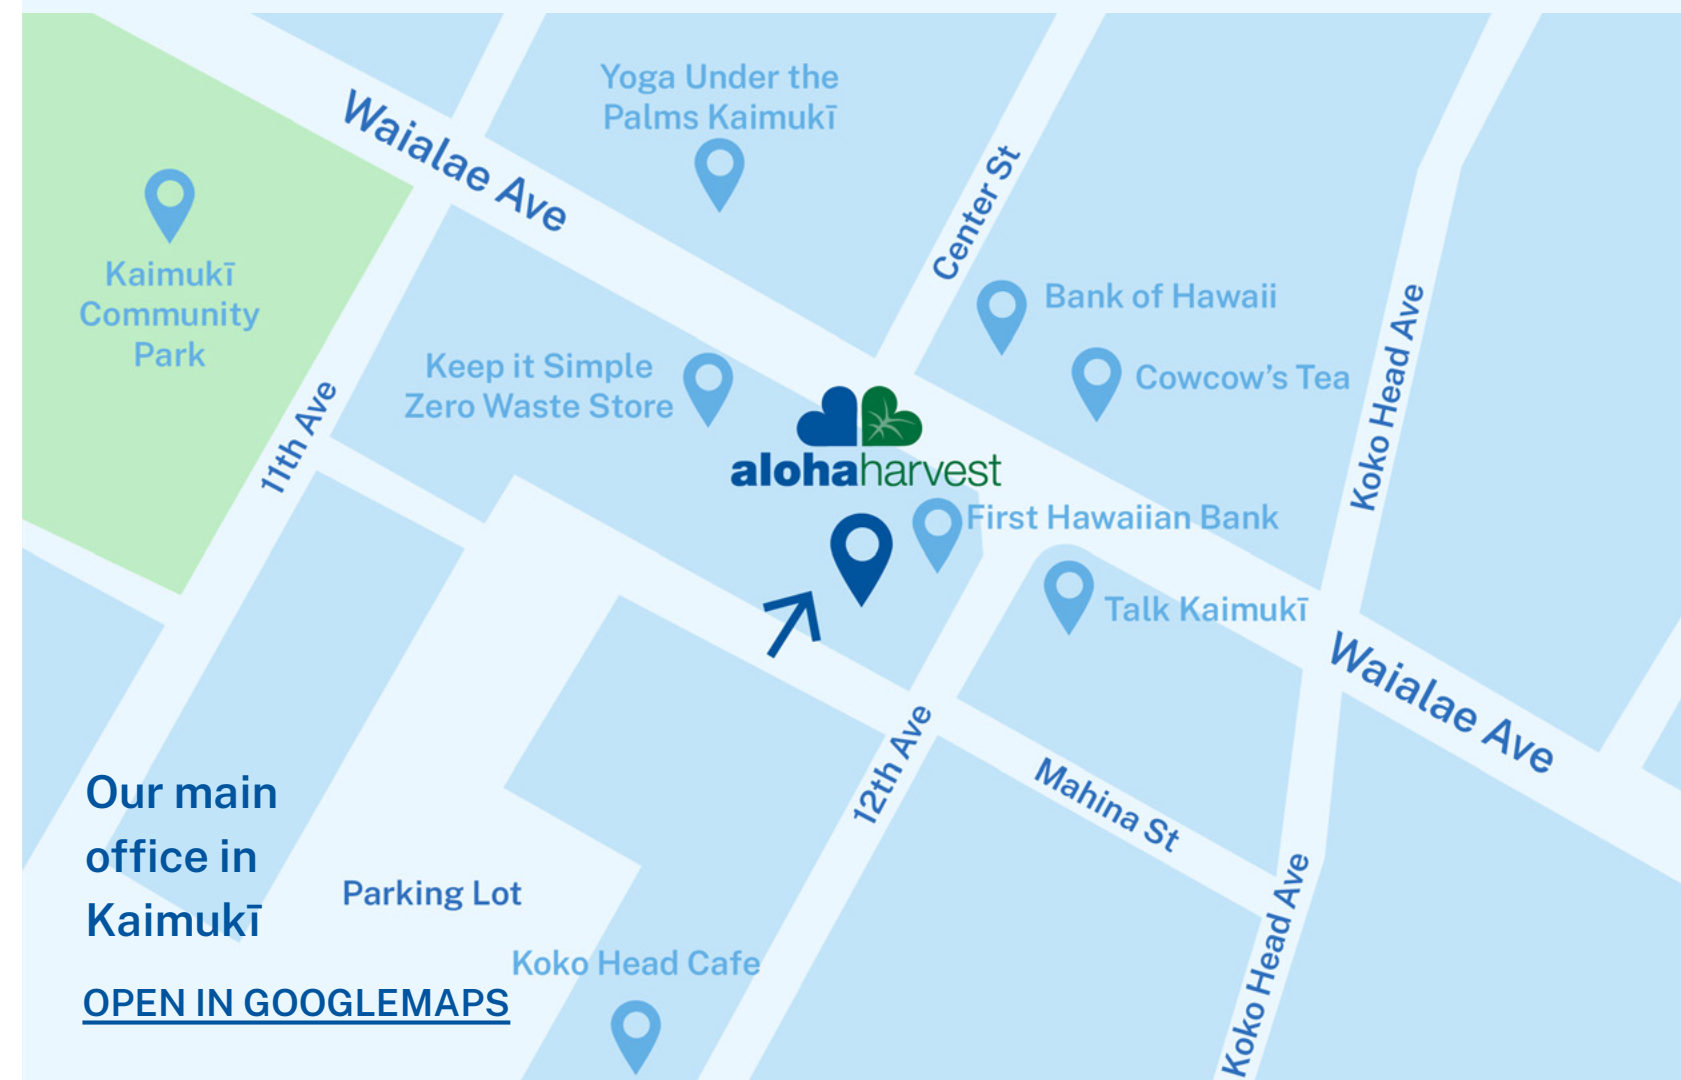 Yoga Under the
Palms Kaimukī
Waialae Ave
Center St
Kaimukī
Community
Park
Bank of Hawaii
Koko Head Ave
Keep it Simple
Zero Waste Store
Cowcow's Tea
11th Ave
alohaharvest
First Hawaiian Bank
Talk Kaimukī
Waialae Ave
12th Ave
Mahina St
Our main
office in
Kaimukī
Parking Lot
Koko Head Ave
Koko Head Cafe
OPEN IN GOOGLEMAPS